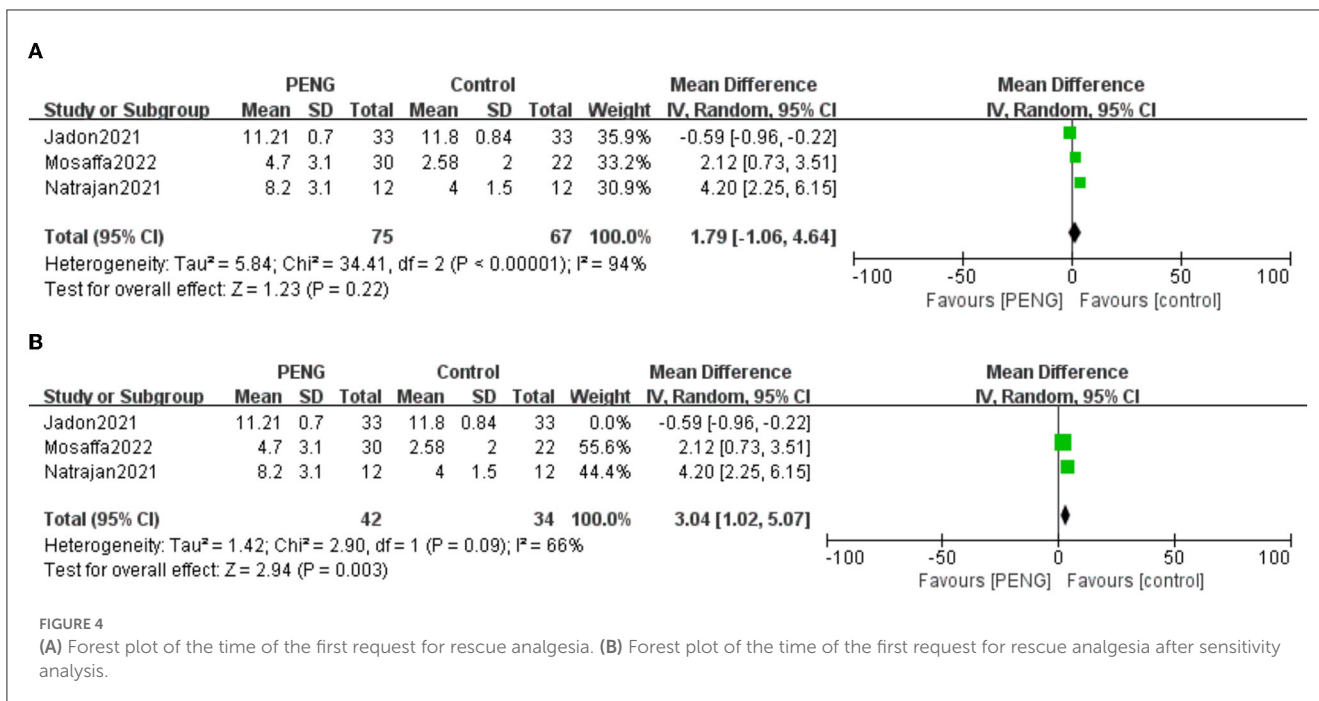 A
PENG Control Mean Difference Mean Difference
Study or Subgroup Mean SD Total Mean SD Total Weight IV, Random, 95% CI IV, Random, 95% CI
Jadon2021 11.21 0.7 33 11.8 0.84 33 35.9% -0.59 [-0.96, -0.22]
Mosaffa2022 4.7 3.1 30 2.58 2 22 33.2% 2.12 [0.73, 3.51]
Natrajan2021 8.2 3.1 12 4 1.5 12 30.9% 4.20 [2.25, 6.15]
Total (95% CI) 75 67 100.0% 1.79 [-1.06, 4.64]
Heterogeneity: Tau² = 5.84; Chi² = 34.41, df = 2 (P < 0.00001); I² = 94%
Test for overall effect: Z = 1.23 (P = 0.22)
-100 -50 0 50 100
Favours [PENG] Favours [control]
B
PENG Control Mean Difference Mean Difference
Study or Subgroup Mean SD Total Mean SD Total Weight IV, Random, 95% CI IV, Random, 95% CI
Jadon2021 11.21 0.7 33 11.8 0.84 33 0.0% -0.59 [-0.96, -0.22]
Mosaffa2022 4.7 3.1 30 2.58 2 22 55.6% 2.12 [0.73, 3.51]
Natrajan2021 8.2 3.1 12 4 1.5 12 44.4% 4.20 [2.25, 6.15]
Total (95% CI) 42 34 100.0% 3.04 [1.02, 5.07]
Heterogeneity: Tau² = 1.42; Chi² = 2.90, df = 1 (P = 0.09); I² = 66%
Test for overall effect: Z = 2.94 (P = 0.003)
-100 -50 0 50 100
Favours [PENG] Favours [control]
FIGURE 4
(A) Forest plot of the time of the first request for rescue analgesia. (B) Forest plot of the time of the first request for rescue analgesia after sensitivity
analysis.